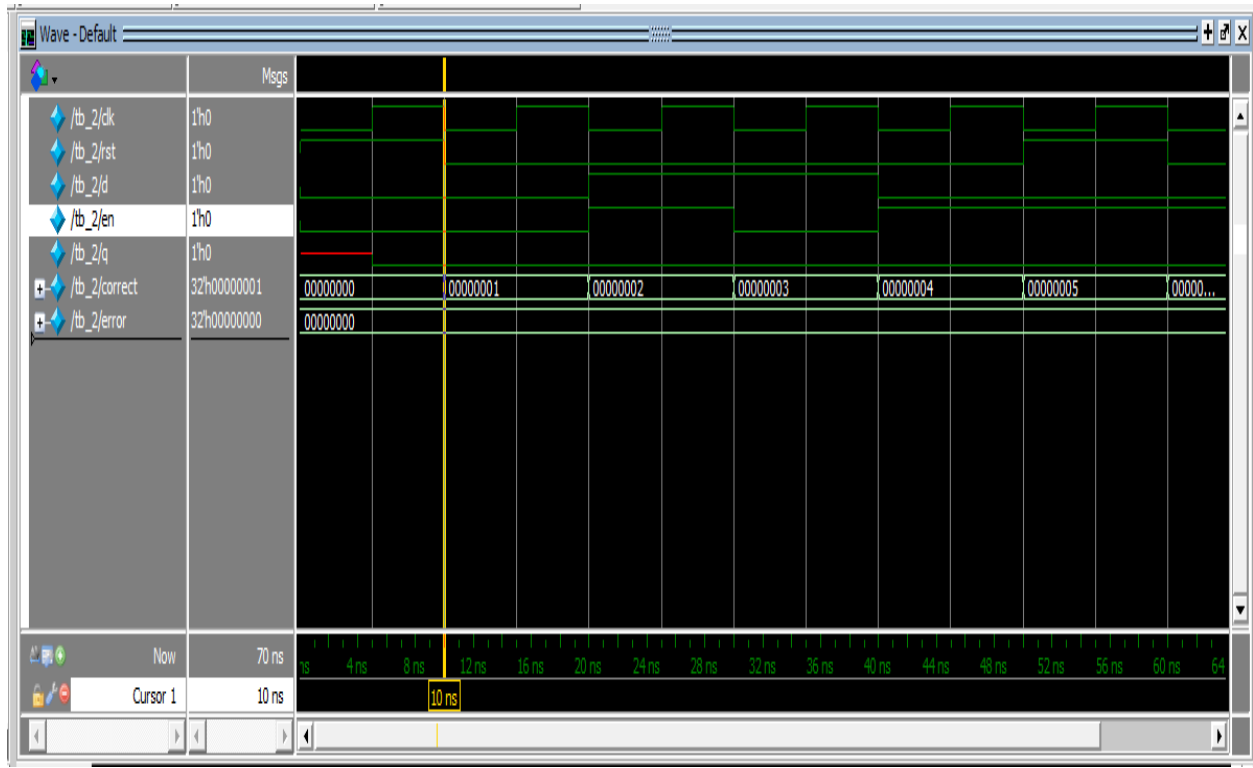 Wave - Default
Msgs
/tb_2/clk 1'h0
/tb_2/rst 1'h0
/tb_2/d 1'h0
/tb_2/en 1'h0
/tb_2/q 1'h0
/tb_2/correct 32'h00000001 00000000 00000001 00000002 00000003 00000004 00000005 00000...
/tb_2/error 32'h00000000 00000000
Now 70 ns ns 4 ns 8 ns 12 ns 16 ns 20 ns 24 ns 28 ns 32 ns 36 ns 40 ns 44 ns 48 ns 52 ns 56 ns 60 ns 64
Cursor 1 10 ns 10 ns